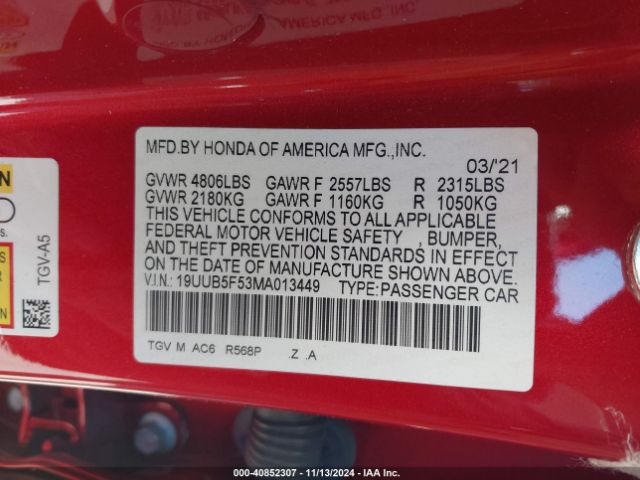 AMERICA MFG., INC.
MFD.BY HONDA OF AMERICA MFG.,INC.
03/'21
GVWR 4806LBS GAWR F 2557LBS R 2315LBS
GVWR 2180KG GAWR F 1160KG R 1050KG
THIS VEHICLE CONFORMS TO ALL APPLICABLE
FEDERAL MOTOR VEHICLE SAFETY , BUMPER,
AND THEFT PREVENTION STANDARDS IN EFFECT
ON THE DATE OF MANUFACTURE SHOWN ABOVE.
V.I.N.: 19UUB5F53MA013449 TYPE:PASSENGER CAR
TGV M AC6 R568P .Z .A
TGV-A5
000-40852307 - 11/13/2024 - IAA Inc.